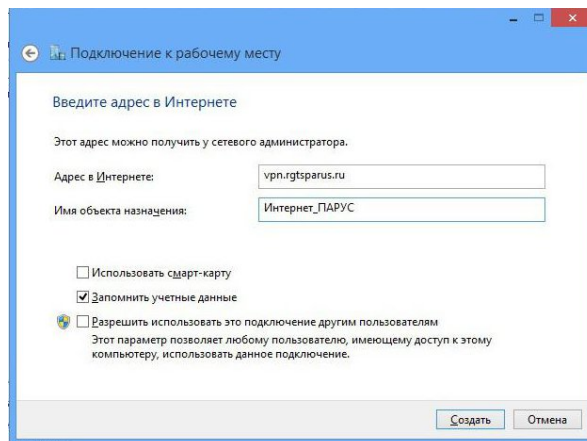 Подключение к рабочему месту
Введите адрес в Интернете
Этот адрес можно получить у сетевого администратора.
Адрес в Интернете: vpn.rgtsparus.ru
Имя объекта назначения: Интернет_ПАРУС
Использовать смарт-карту
Запомнить учетные данные
Разрешить использовать это подключение другим пользователям
Этот параметр позволяет любому пользователю, имеющему доступ к этому
компьютеру, использовать данное подключение.
Создать Отмена